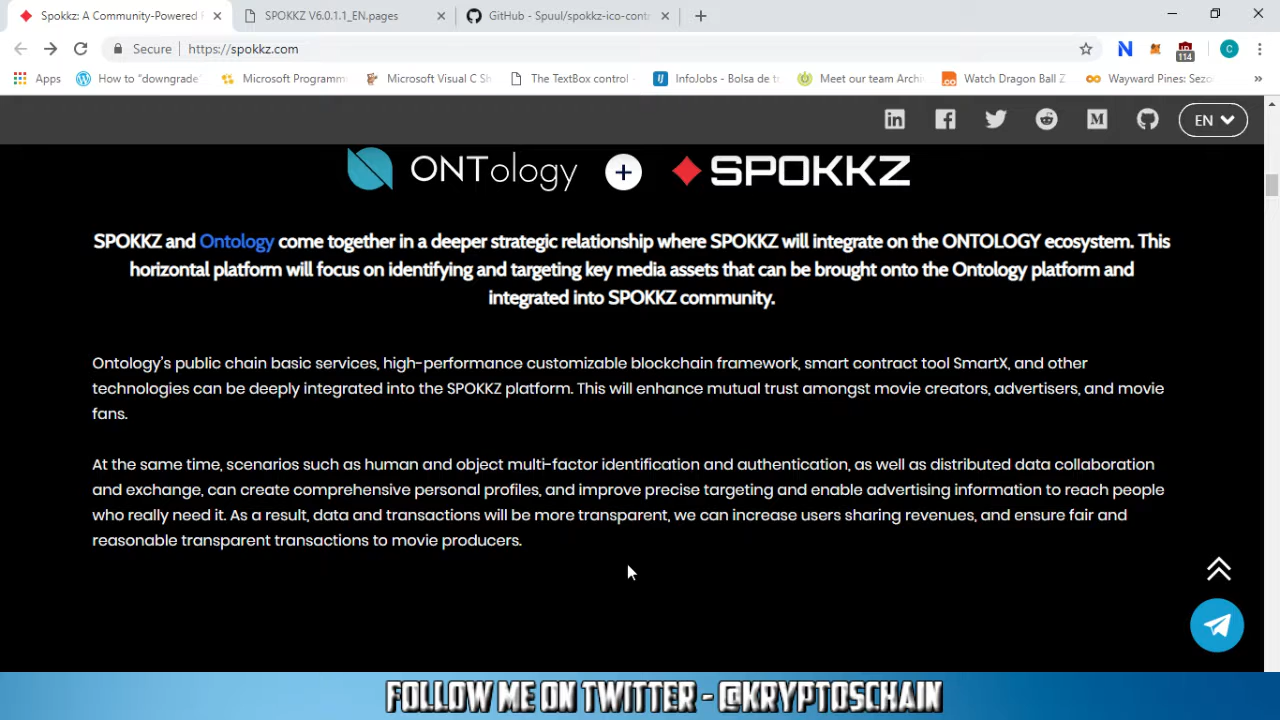 Spokkz: A Community-Powered F
SPOKKZ V6.0.1.1_EN.pages
GitHub - Spuul/spokkz-ico-contr
Secure
https://spokkz.com
114
C
Apps
How to "downgrade"
Microsoft Programm
Microsoft Visual C Sh
The TextBox control -
InfoJobs - Bolsa de t
Meet our team Archi
Watch Dragon Ball Z
Wayward Pines: Sezo
EN
ONTology + SPOKKZ
SPOKKZ and Ontology come together in a deeper strategic relationship where SPOKKZ will integrate on the ONTOLOGY ecosystem. This
horizontal platform will focus on identifying and targeting key media assets that can be brought onto the Ontology platform and
integrated into SPOKKZ community.
Ontology's public chain basic services, high-performance customizable blockchain framework, smart contract tool SmartX, and other
technologies can be deeply integrated into the SPOKKZ platform. This will enhance mutual trust amongst movie creators, advertisers, and movie
fans.
At the same time, scenarios such as human and object multi-factor identification and authentication, as well as distributed data collaboration
and exchange, can create comprehensive personal profiles, and improve precise targeting and enable advertising information to reach people
who really need it. As a result, data and transactions will be more transparent, we can increase users sharing revenues, and ensure fair and
reasonable transparent transactions to movie producers.
FOLLOW ME ON TWITTER - @KRYPTOSCHAIN